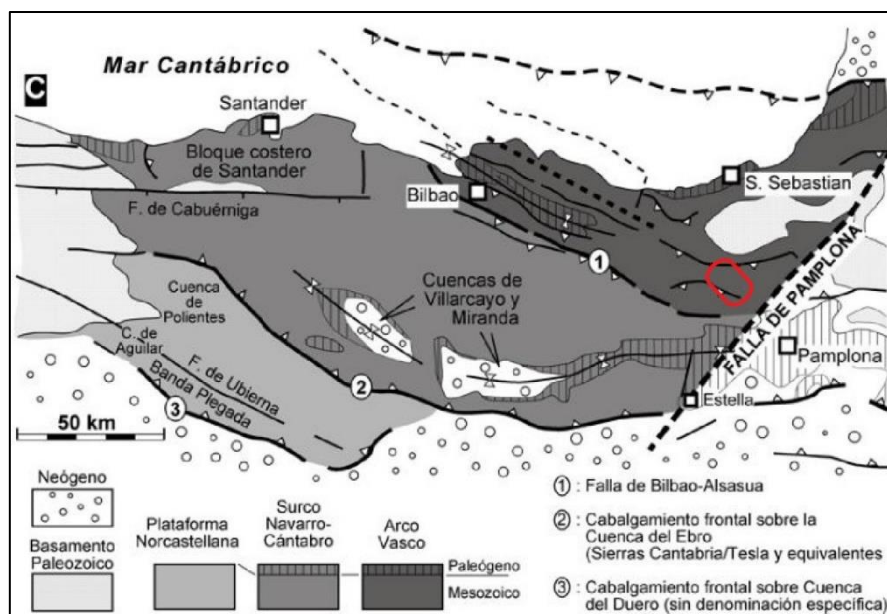 Mar Cantábrico
C
Santander
Bloque costero
de Santander
Bilbao
S. Sebastian
F. de Cabuérniga
1
FALLA DE PAMPLONA
Cuenca
de
Polientes
Cuencas de
Villarcayo y
Miranda
C. de
Aguilar
F. de Ubierna
Banda Plegada
Pamplona
2
Estella
3
50 km
Neógeno
Basamento
Paleozoico
Plataforma
Norcastellana
Surco
Navarro-
Cántabro
Arco
Vasco
Paleógeno
Mesozoico
1 : Falla de Bilbao-Alsasua
2 : Cabalgamiento frontal sobre la
Cuenca del Ebro
(Sierras Cantabria/Tesla y equivalentes
3 : Cabalgamiento frontal sobre Cuenca
del Duero (sin denominación específica)